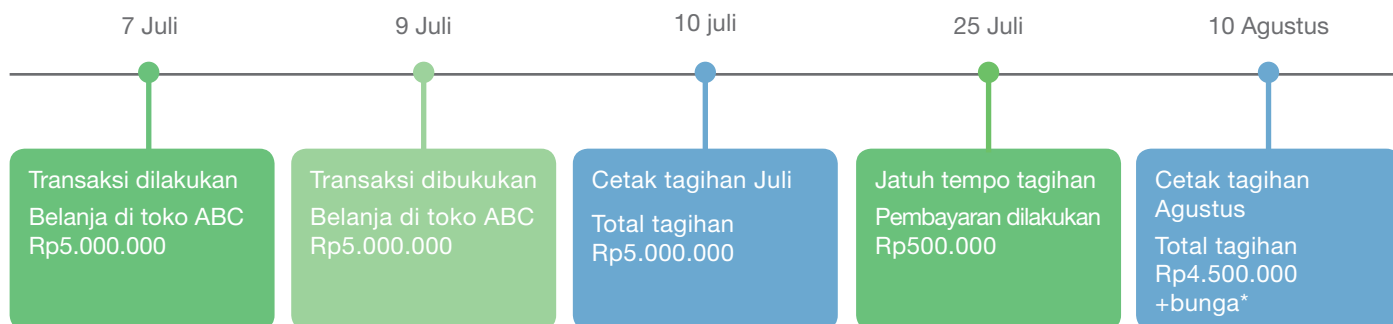 7 Juli
9 Juli
10 juli
25 Juli
10 Agustus
Transaksi dilakukan
Belanja di toko ABC
Rp5.000.000
Transaksi dibukukan
Belanja di toko ABC
Rp5.000.000
Cetak tagihan Juli
Total tagihan
Rp5.000.000
Jatuh tempo tagihan
Pembayaran dilakukan
Rp500.000
Cetak tagihan
Agustus
Total tagihan
Rp4.500.000
+bunga*